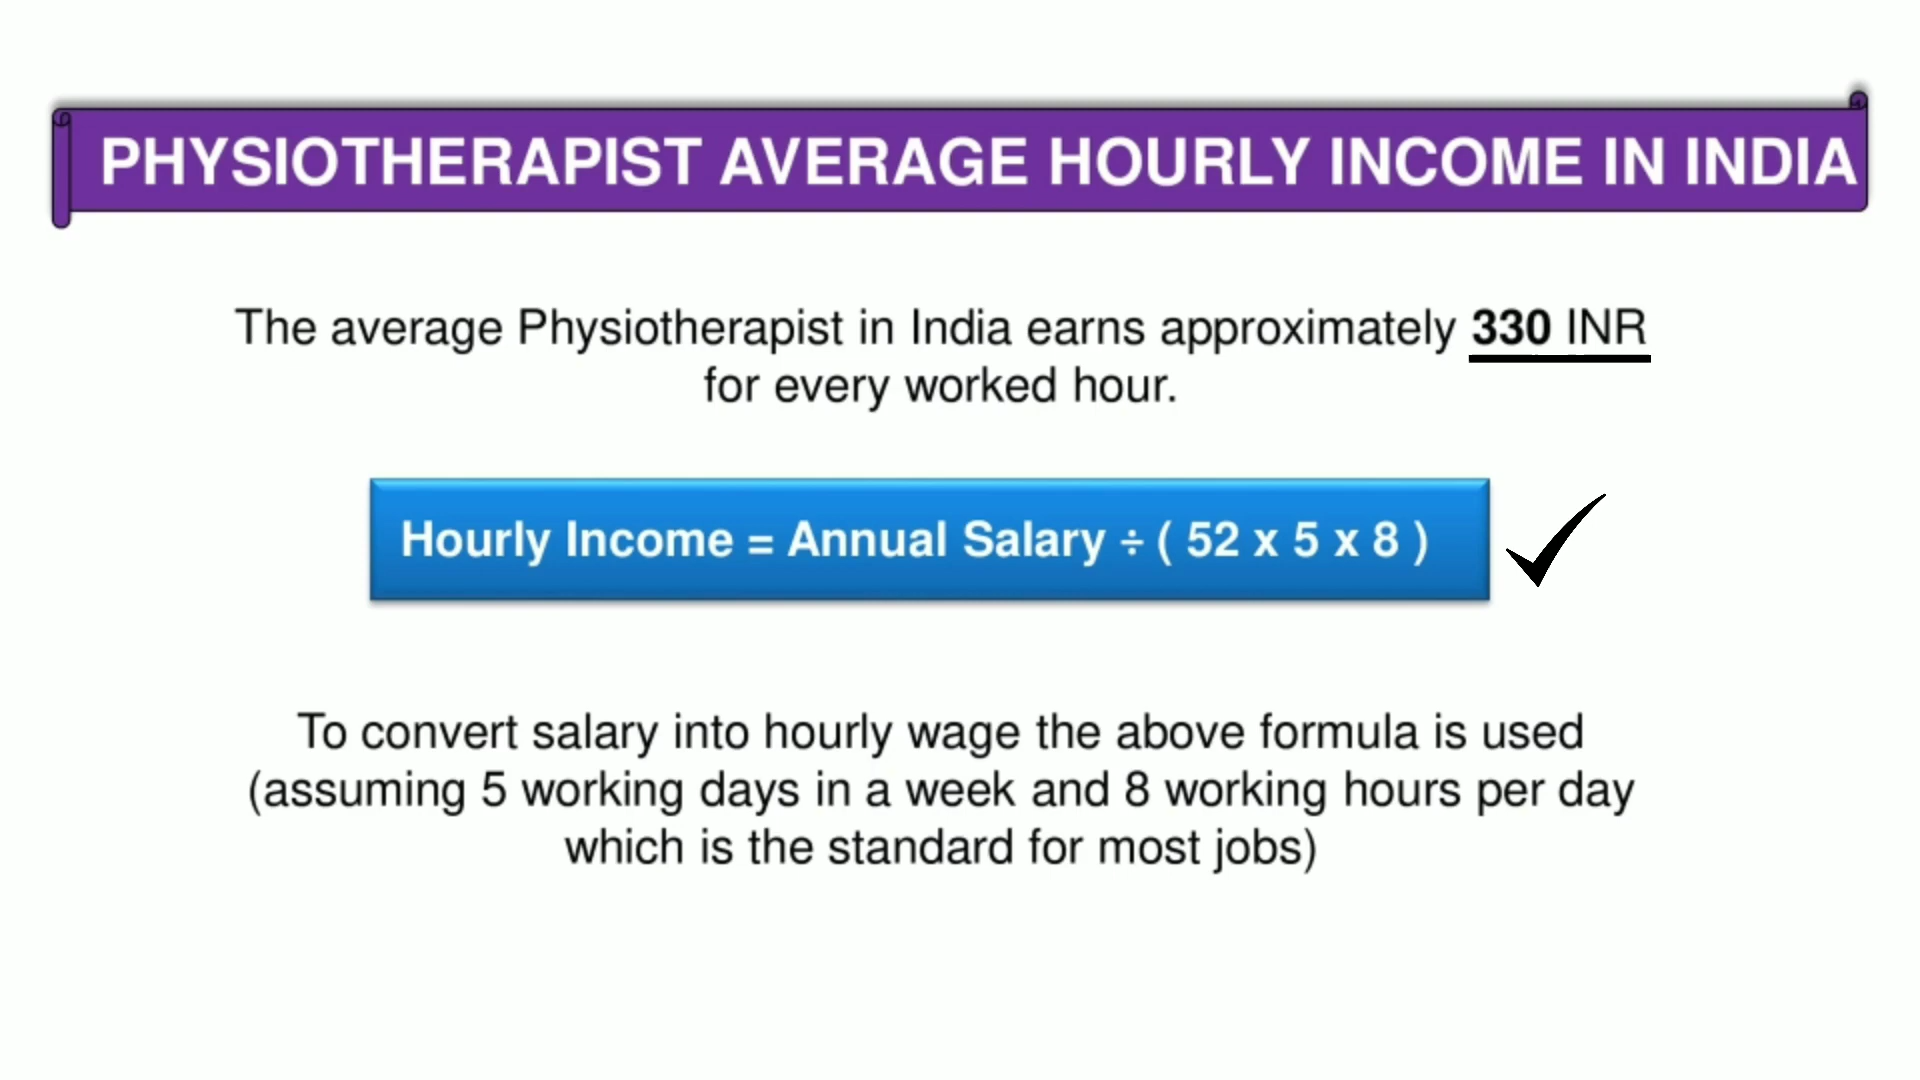 PHYSIOTHERAPIST AVERAGE HOURLY INCOME IN INDIA
The average Physiotherapist in India earns approximately 330 INR
for every worked hour.
Hourly Income = Annual Salary ÷ ( 52 x 5 x 8 )
To convert salary into hourly wage the above formula is used
(assuming 5 working days in a week and 8 working hours per day
which is the standard for most jobs)